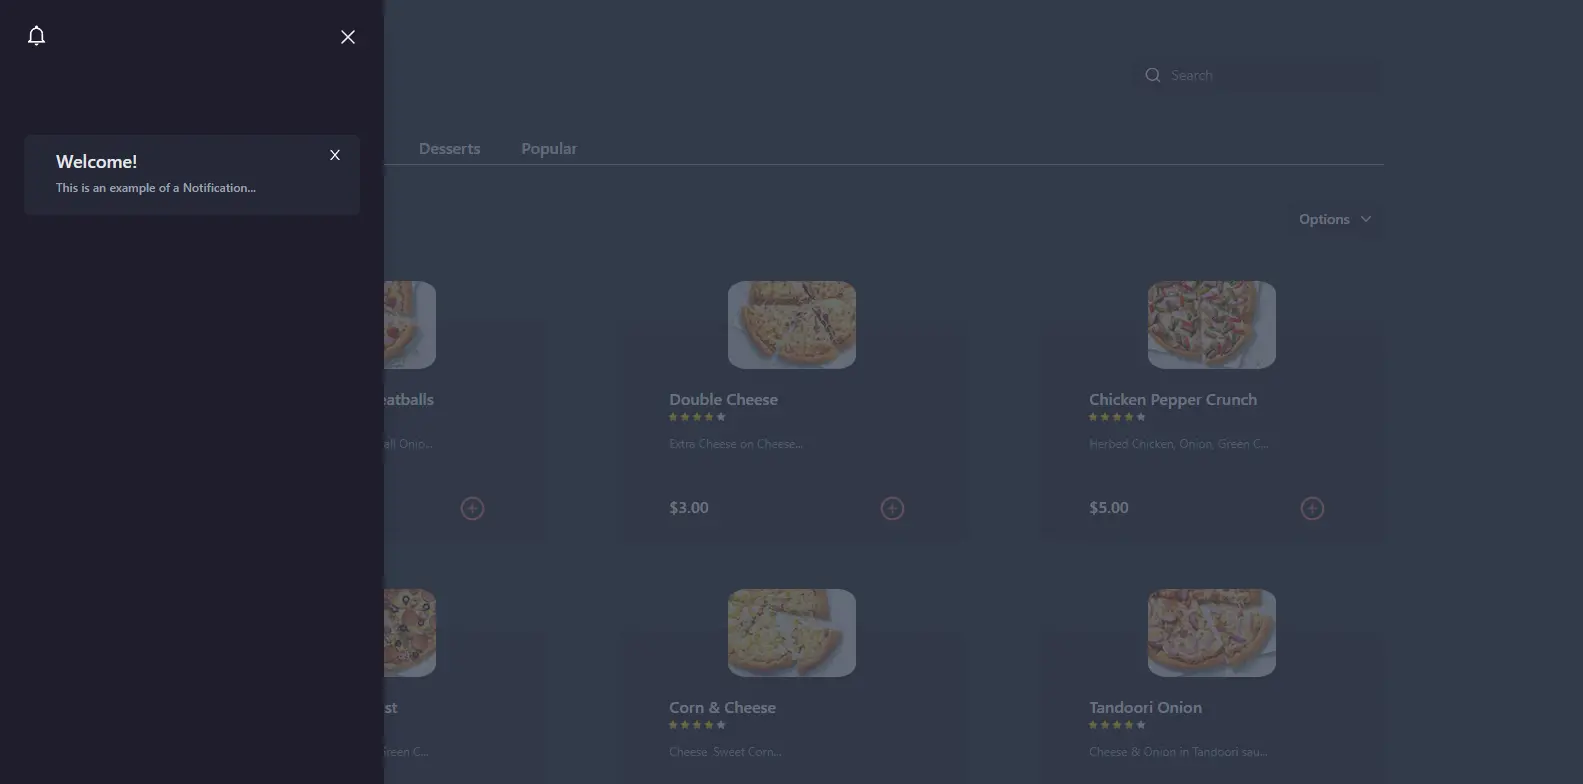 Welcome!
X
This is an example of a Notification...
Search
Desserts
Popular
Options
eatballs
all Onio...
Double Cheese
Extra Cheese on Cheese...
$3.00
Chicken Pepper Crunch
Herbed Chicken, Onion, Green C...
$5.00
st
Green C...
Corn & Cheese
Cheese ,Sweet Corn...
Tandoori Onion
Cheese & Onion in Tandoori sau...